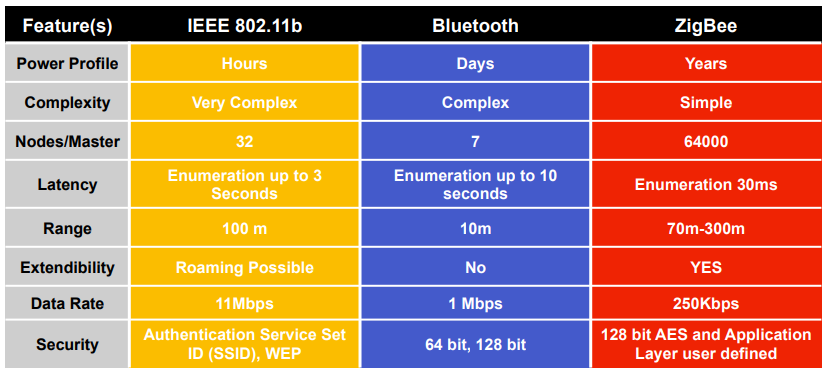 Feature(s) IEEE 802.11b Bluetooth ZigBee
Power Profile Hours Days Years
Complexity Very Complex Complex Simple
Nodes/Master 32 7 64000
Latency Enumeration up to 3 Seconds Enumeration up to 10 seconds Enumeration 30ms
Range 100 m 10m 70m-300m
Extendibility Roaming Possible No YES
Data Rate 11Mbps 1 Mbps 250Kbps
Security Authentication Service Set ID (SSID), WEP 64 bit, 128 bit 128 bit AES and Application Layer user defined